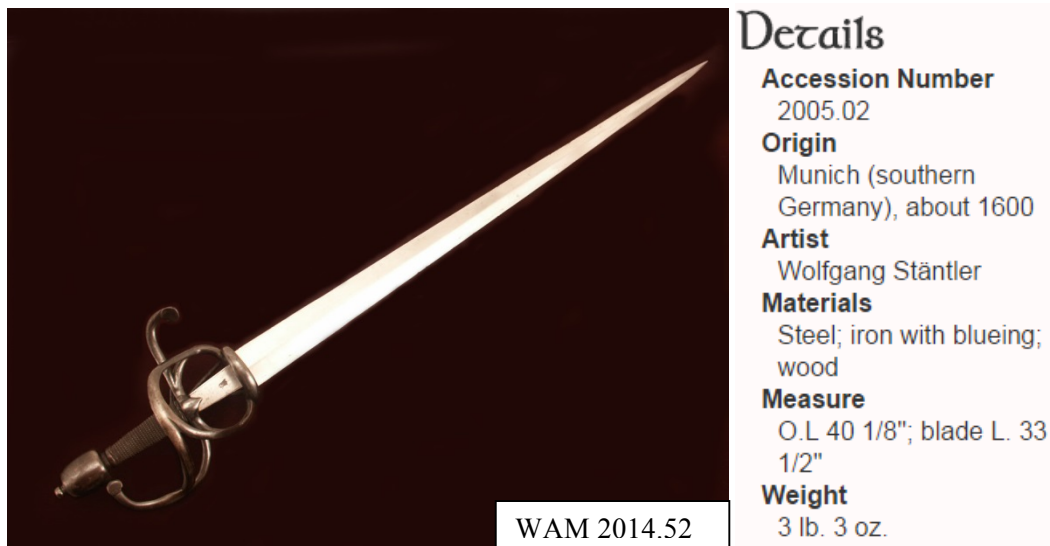 WAM 2014.52
Details
Accession Number
2005.02
Origin
Munich (southern
Germany), about 1600
Artist
Wolfgang Stäntler
Materials
Steel; iron with blueing;
wood
Measure
O.L 40 1/8"; blade L. 33
1/2"
Weight
3 lb. 3 oz.